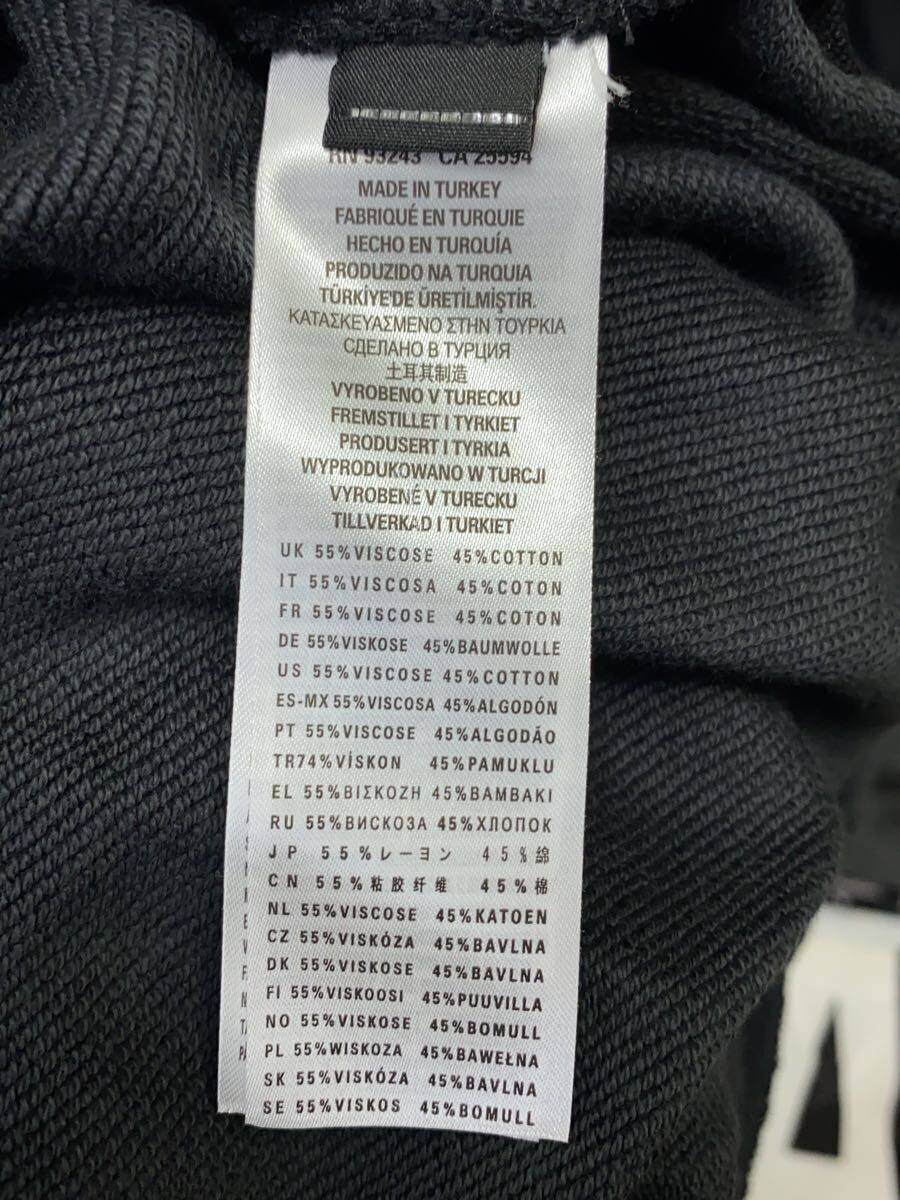 RN 93243 CA 25594
MADE IN TURKEY
FABRIQUÉ EN TURQUIE
HECHO EN TURQUÍA
PRODUZIDO NA TURQUIA
TÜRKİYE'DE ÜRETİLMİŞTİR.
ΚΑΤΑΣΚΕΥΑΣΜΕΝΟ ΣΤΗΝ ΤΟΥΡΚΙΑ
СДЕЛАНО В ТУРЦИЯ
土耳其制造
VYROBENO V TURECKU
FREMSTILLET I TYRKIET
PRODUSERT I TYRKIA
WYPRODUKOWANO W TURCJI
VYROBENÉ V TURECKU
TILLVERKAD I TURKIET
UK 55%VISCOSE 45%COTTON
IT 55%VISCOSA 45%COTON
FR 55%VISCOSE 45%COTON
DE 55%VISKOSE 45%BAUMWOLLE
US 55%VISCOSE 45%COTTON
ES-MX 55%VISCOSA 45%ALGODÓN
PT 55%VISCOSE 45%ALGODÃO
TR74%VİSKON 45%PAMUKLU
EL 55%ΒΙΣΚΟΖΗ 45%ΒΑΜΒΑΚΙ
RU 55%ВИСКОЗА 45%ХЛОПОК
JP 55%レーヨン 45%綿
CN 55%粘胶纤维 45%棉
NL 55%VISCOSE 45%KATOEN
CZ 55%VISKÓZA 45%BAVLNA
DK 55%VISKOSE 45%BAVLNA
FI 55%VISKOOSI 45%PUUVILLA
NO 55%VISKOSE 45%BOMULL
PL 55%WISKOZA 45%BAWEŁNA
SK 55%VISKÓZA 45%BAVLNA
SE 55%VISKOS 45%BOMULL